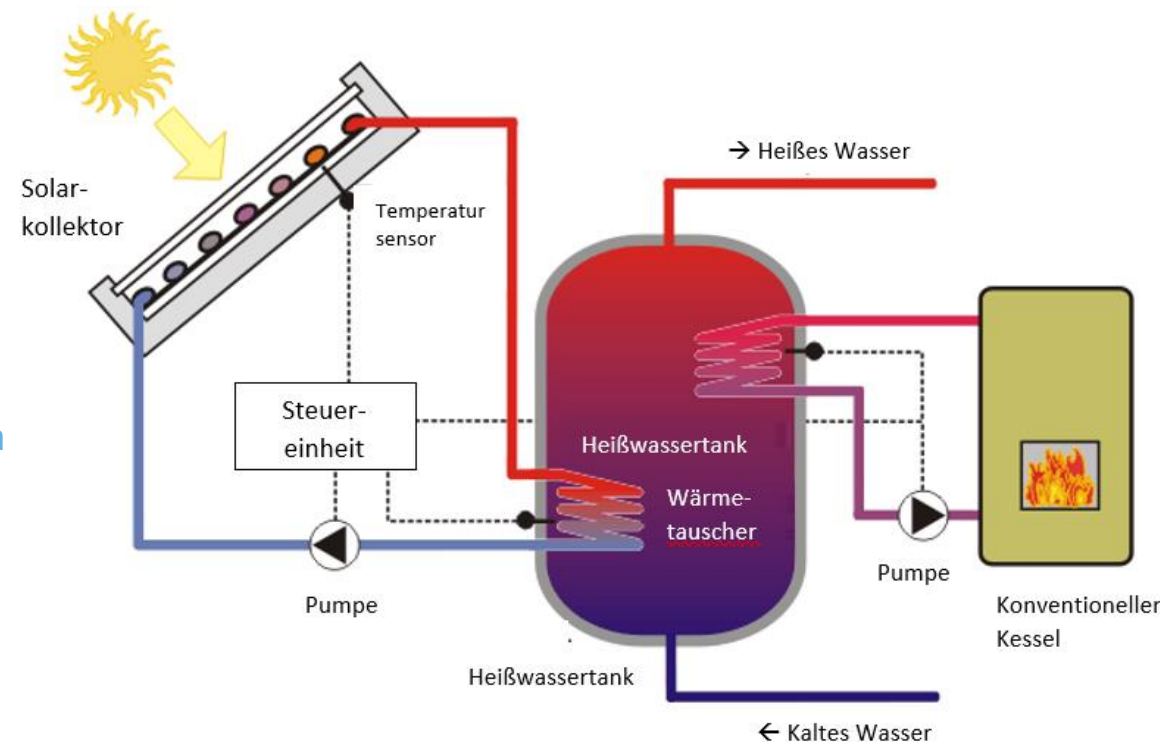 → Heißes Wasser
Solar-
kollektor
Temperatur
sensor
Steuer-
einheit
Heißwassertank
Wärme-
tauscher
Pumpe
Pumpe
Konventioneller
Kessel
Heißwassertank
← Kaltes Wasser